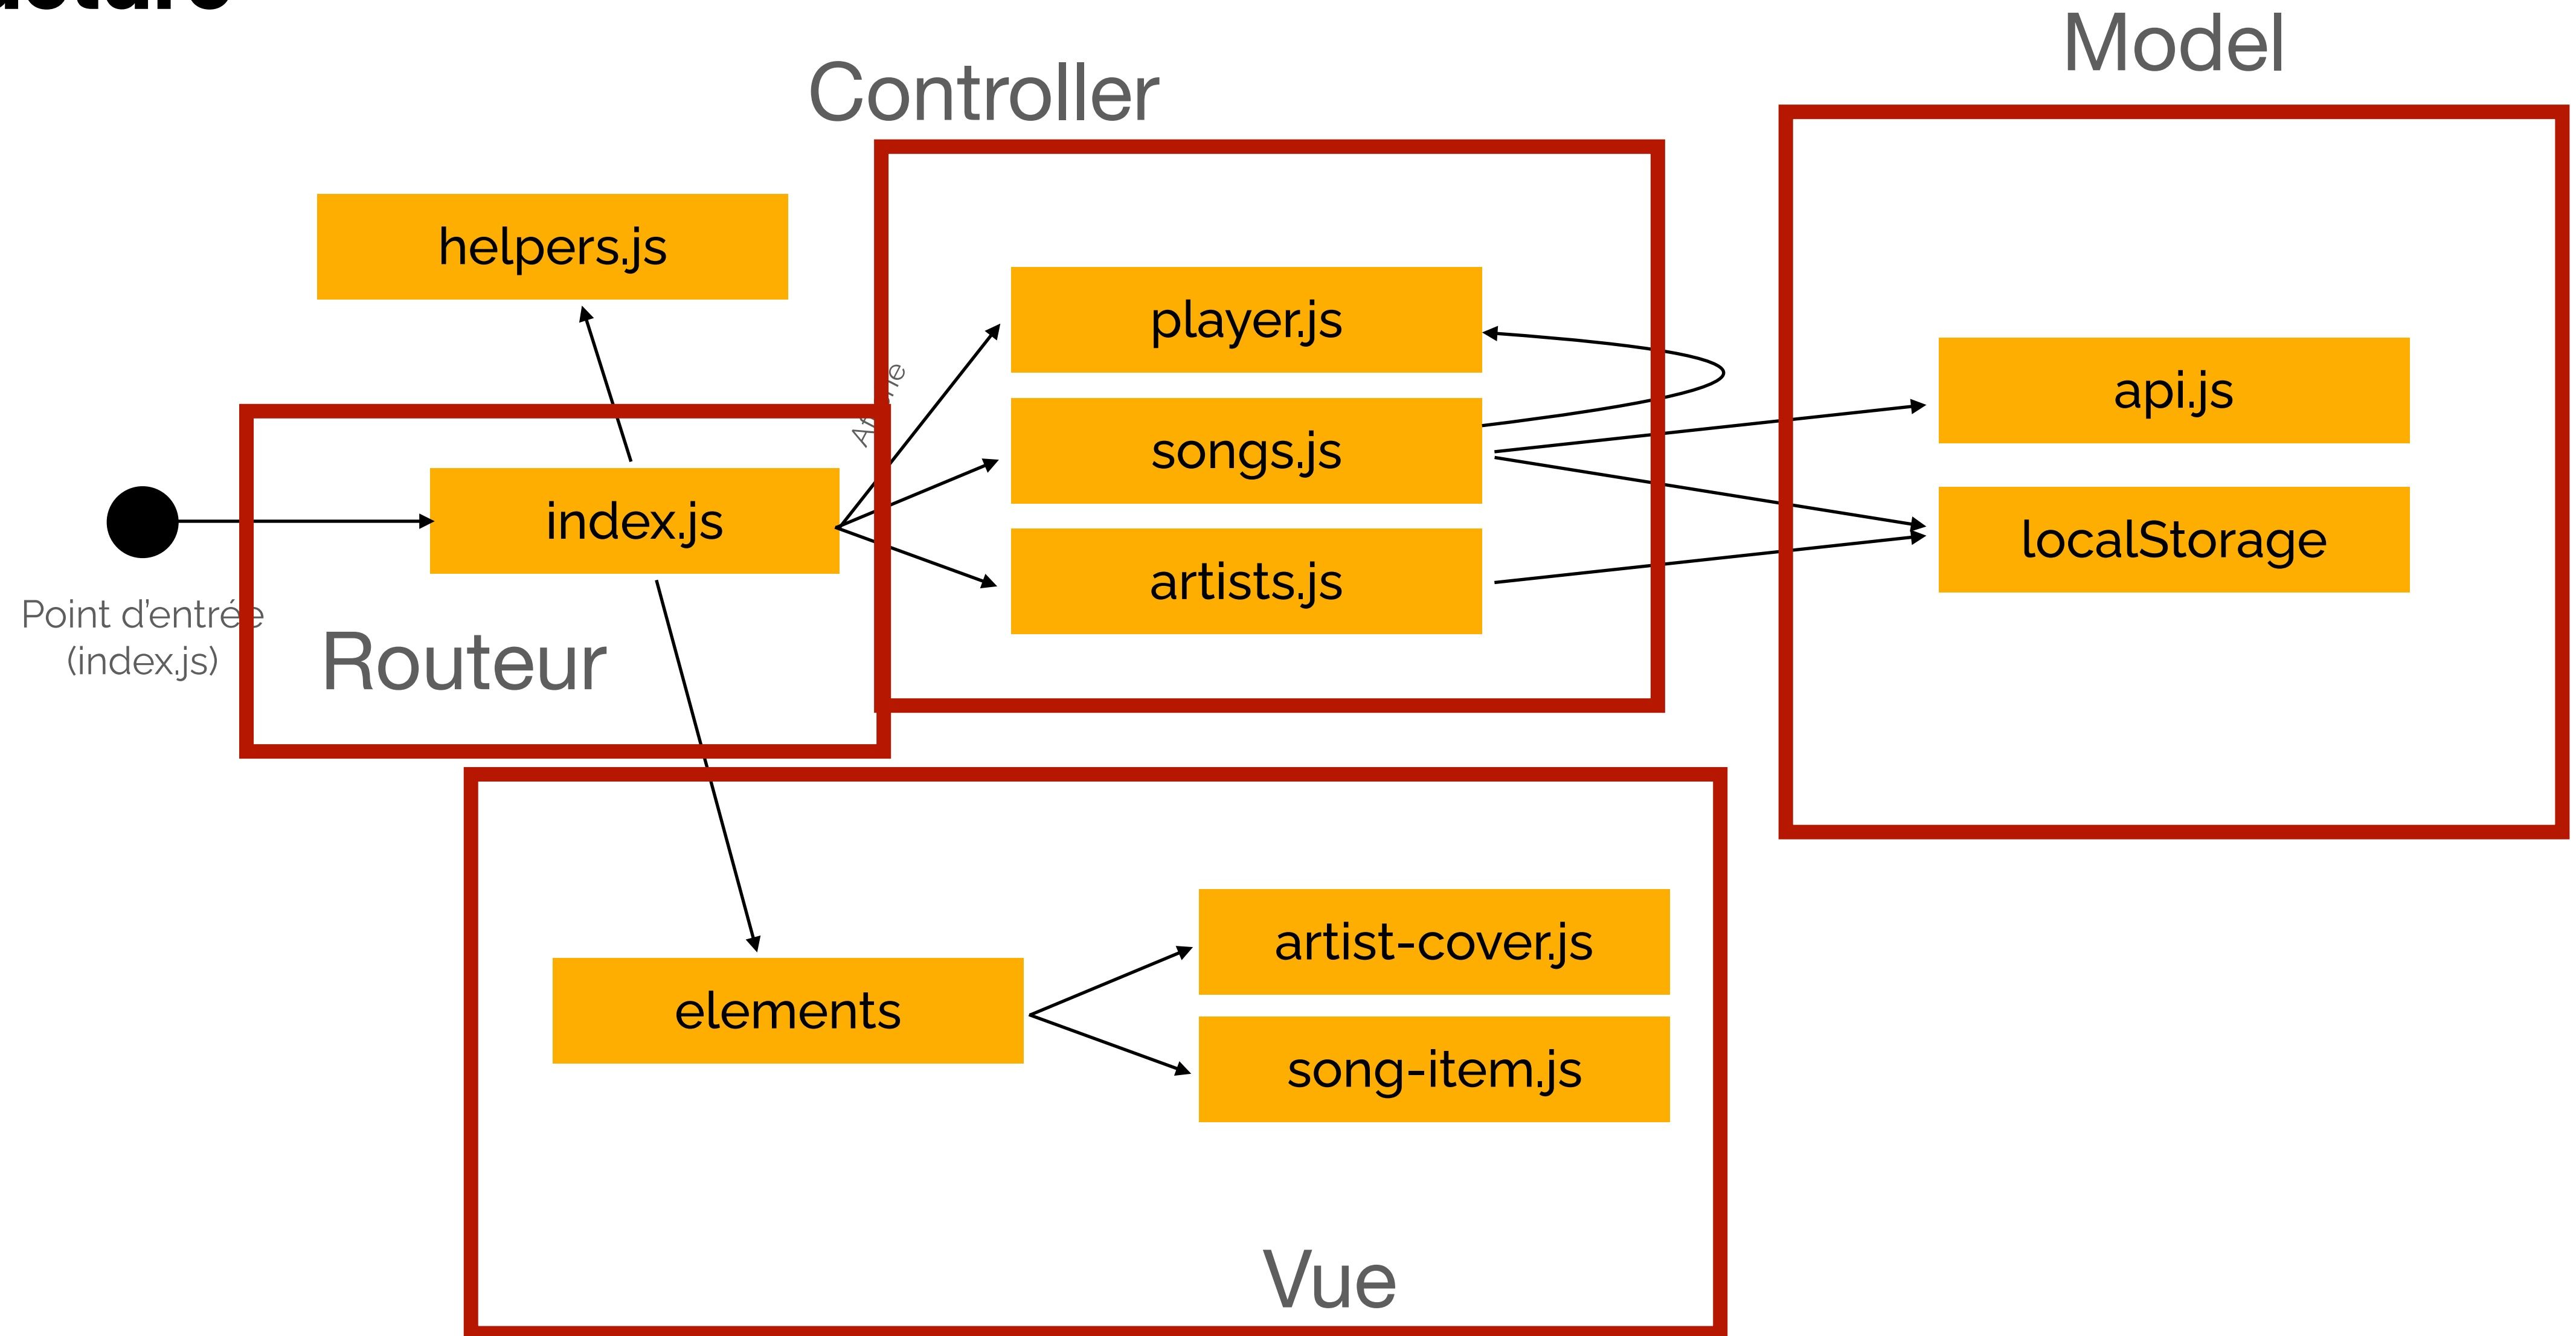 Model
Controller
helpers.js
player.js
api.js
songs.js
index.js
localStorage
artists.js
Point d'entrée
(index.js)
Routeur
artist-cover.js
elements
song-item.js
Vue